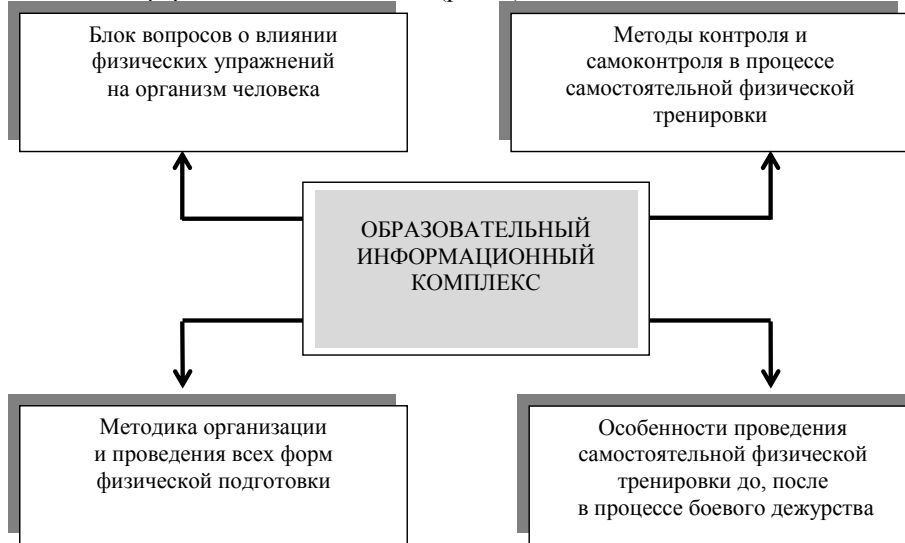 Блок вопросов о влиянии
физических упражнений
на организм человека
Методы контроля и
самоконтроля в процессе
самостоятельной физической
тренировки
ОБРАЗОВАТЕЛЬНЫЙ
ИНФОРМАЦИОННЫЙ
КОМПЛЕКС
Методика организации
и проведения всех форм
физической подготовки
Особенности проведения
самостоятельной физической
тренировки до, после
в процессе боевого дежурства